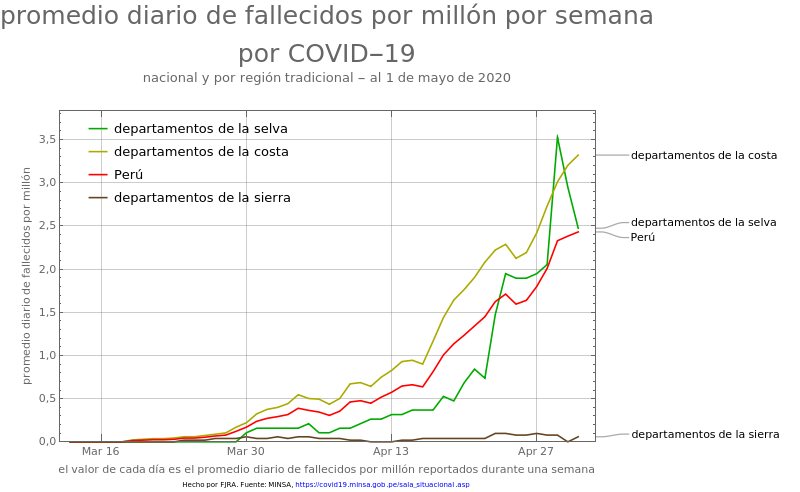 promedio diario de fallecidos por millón por semana
por COVID−19
nacional y por región tradicional − al 1 de mayo de 2020
promedio diario de fallecidos por millón
3,5
3,0
2,5
2,0
1,5
1,0
0,5
0,0
departamentos de la selva
departamentos de la costa
Perú
departamentos de la sierra
departamentos de la costa
departamentos de la selva
Perú
departamentos de la sierra
Mar 16 Mar 30 Apr 13 Apr 27
el valor de cada día es el promedio diario de fallecidos por millón reportados durante una semana
Hecho por FJRA. Fuente: MINSA, https://covid19.minsa.gob.pe/sala_situacional.asp